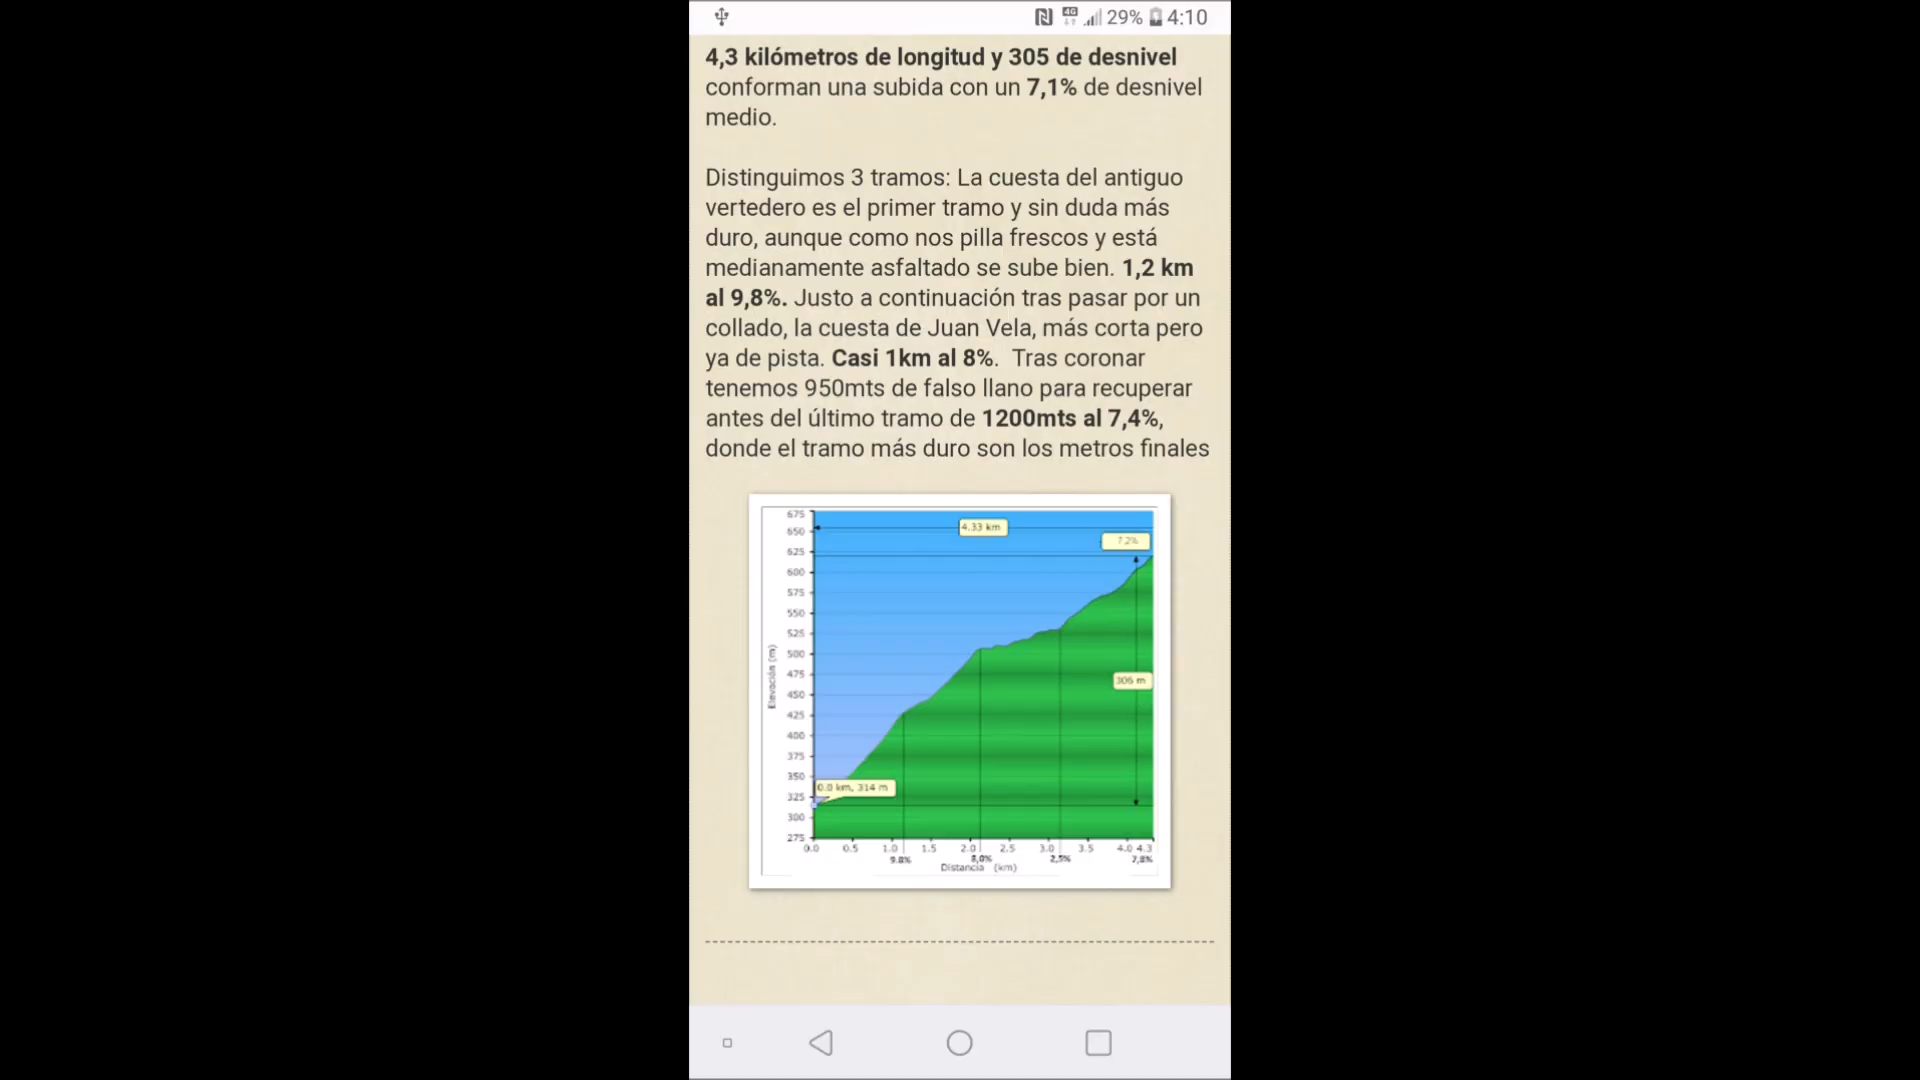 4G 29% 4:10
4,3 kilómetros de longitud y 305 de desnivel
conforman una subida con un 7,1% de desnivel
medio.
Distinguimos 3 tramos: La cuesta del antiguo
vertedero es el primer tramo y sin duda más
duro, aunque como nos pilla frescos y está
medianamente asfaltado se sube bien. 1,2 km
al 9,8%. Justo a continuación tras pasar por un
collado, la cuesta de Juan Vela, más corta pero
ya de pista. Casi 1km al 8%.  Tras coronar
tenemos 950mts de falso llano para recuperar
antes del último tramo de 1200mts al 7,4%,
donde el tramo más duro son los metros finales
675
4.33 km
650
7.2%
625
600
575
550
525
500
475
450
425
400
375
350
325
300
275
Elevación (m)
306 m
0.0 km, 314 m
0.0 0.5 1.0 1.5 2.0 2.5 3.0 3.5 4.0 4.3
9.8% 8,0% 2,5% 7,8%
Distancia (km)